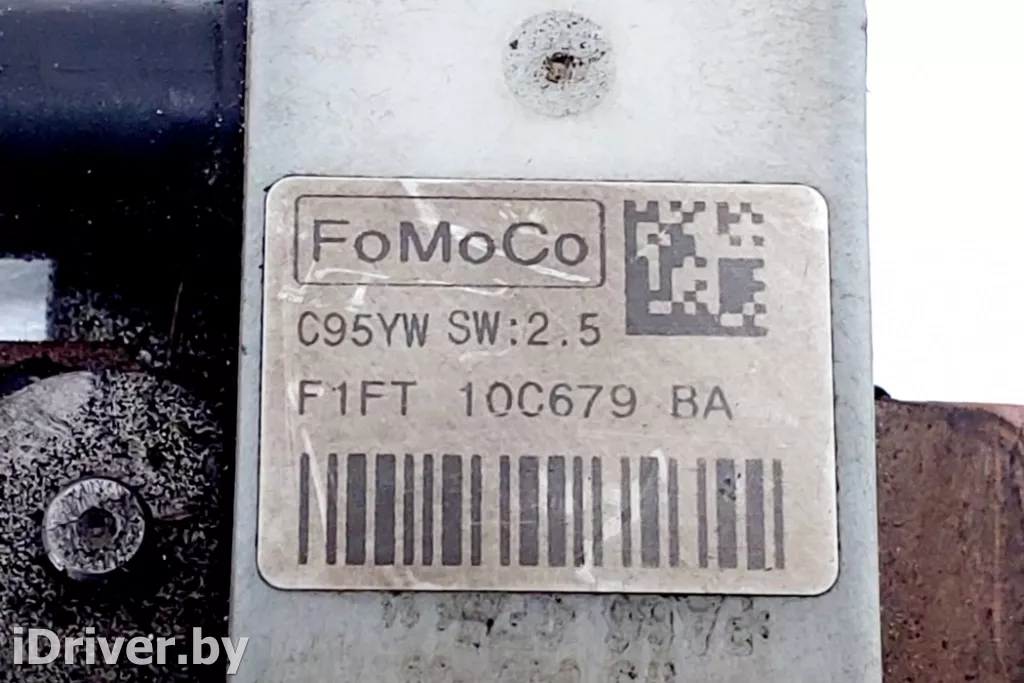 FoMoCo
C95YW SW:2.5
F1FT 10C679 BA
iDriver.by